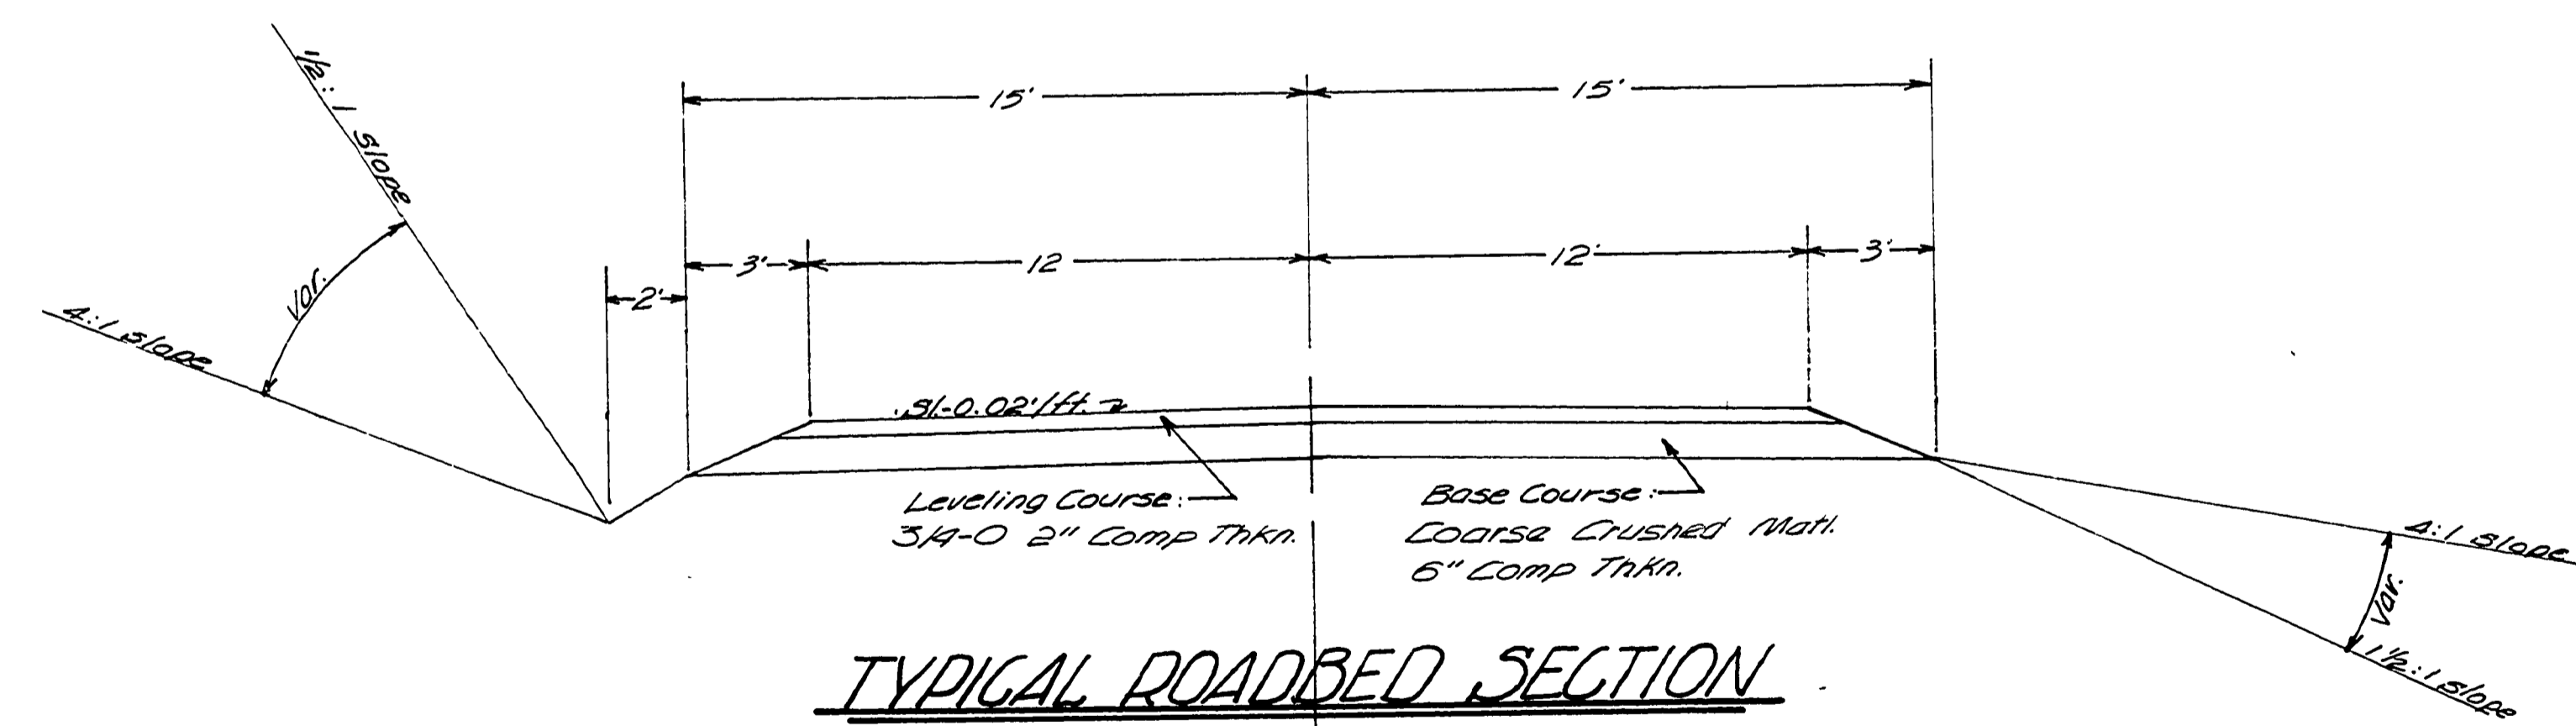 1/2:1 Slope
15'
15'
3'
12
12'
3'
2'
Var.
4:1 slope
Sl.-0.02'/ft.
Leveling Course:
3/4-0 2" Comp Thkn.
Base Course:
Coarse Crushed Matl.
6" Comp Thkn.
4:1 slope
Var.
1 1/2:1 slope
TYPICAL ROADBED SECTION